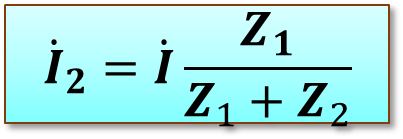 İ₂ = İ Z₁ / (Z₁ + Z₂)